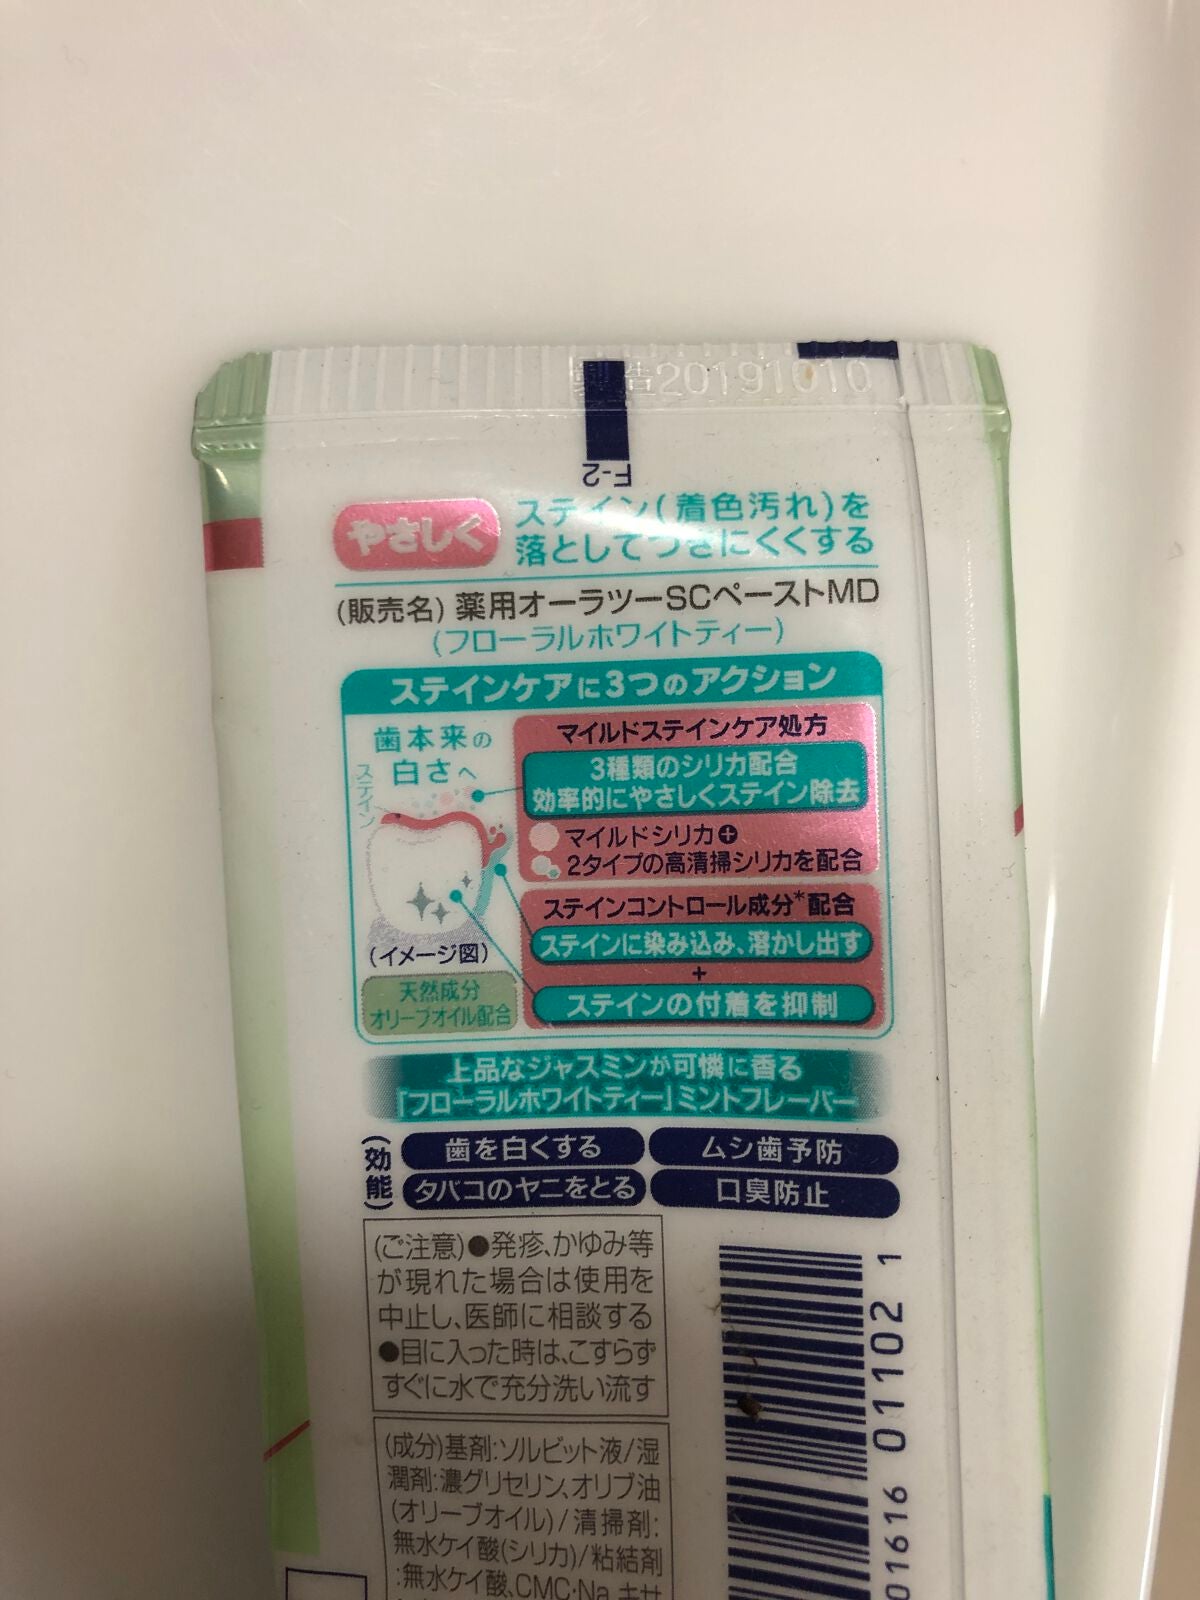 製造20191010
F-2
やさしく
ステイン(着色汚れ)を
落としてつきにくくする
(販売名)薬用オーラツーSCペーストMD
(フローラルホワイトティー)
ステインケアに3つのアクション
歯本来の
白さへ
ステイン
(イメージ図)
天然成分
オリーブオイル配合
マイルドステインケア処方
3種類のシリカ配合
効率的にやさしくステイン除去
マイルドシリカ+
2タイプの高清掃シリカを配合
ステインコントロール成分*配合
ステインに染み込み、溶かし出す
+
ステインの付着を抑制
上品なジャスミンが可憐に香る
「フローラルホワイトティー」ミントフレーバー
(効能)
歯を白くする
ムシ歯予防
タバコのヤニをとる
口臭防止
(ご注意)●発疹、かゆみ等
が現れた場合は使用を
中止し、医師に相談する
●目に入った時は、こすらず
すぐに水で充分洗い流す
(成分)基剤:ソルビット液/湿
潤剤:濃グリセリン、オリブ油
(オリーブオイル)/清掃剤:
無水ケイ酸(シリカ)/粘結剤
:無水ケイ酸、CMC・Na、キサ
01616 01102 1